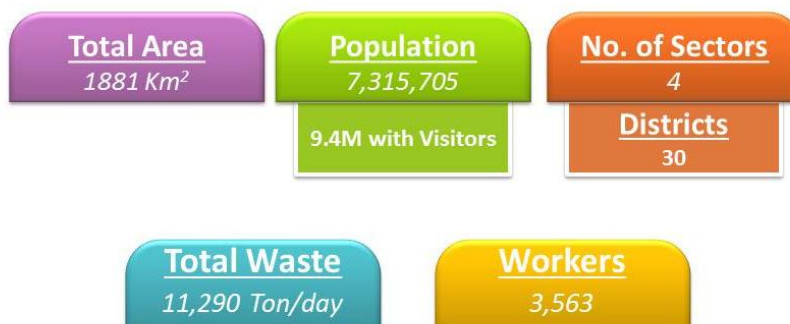 Total Area
1881 Km²
Population
7,315,705
9.4M with Visitors
No. of Sectors
4
Districts
30
Total Waste
11,290 Ton/day
Workers
3,563